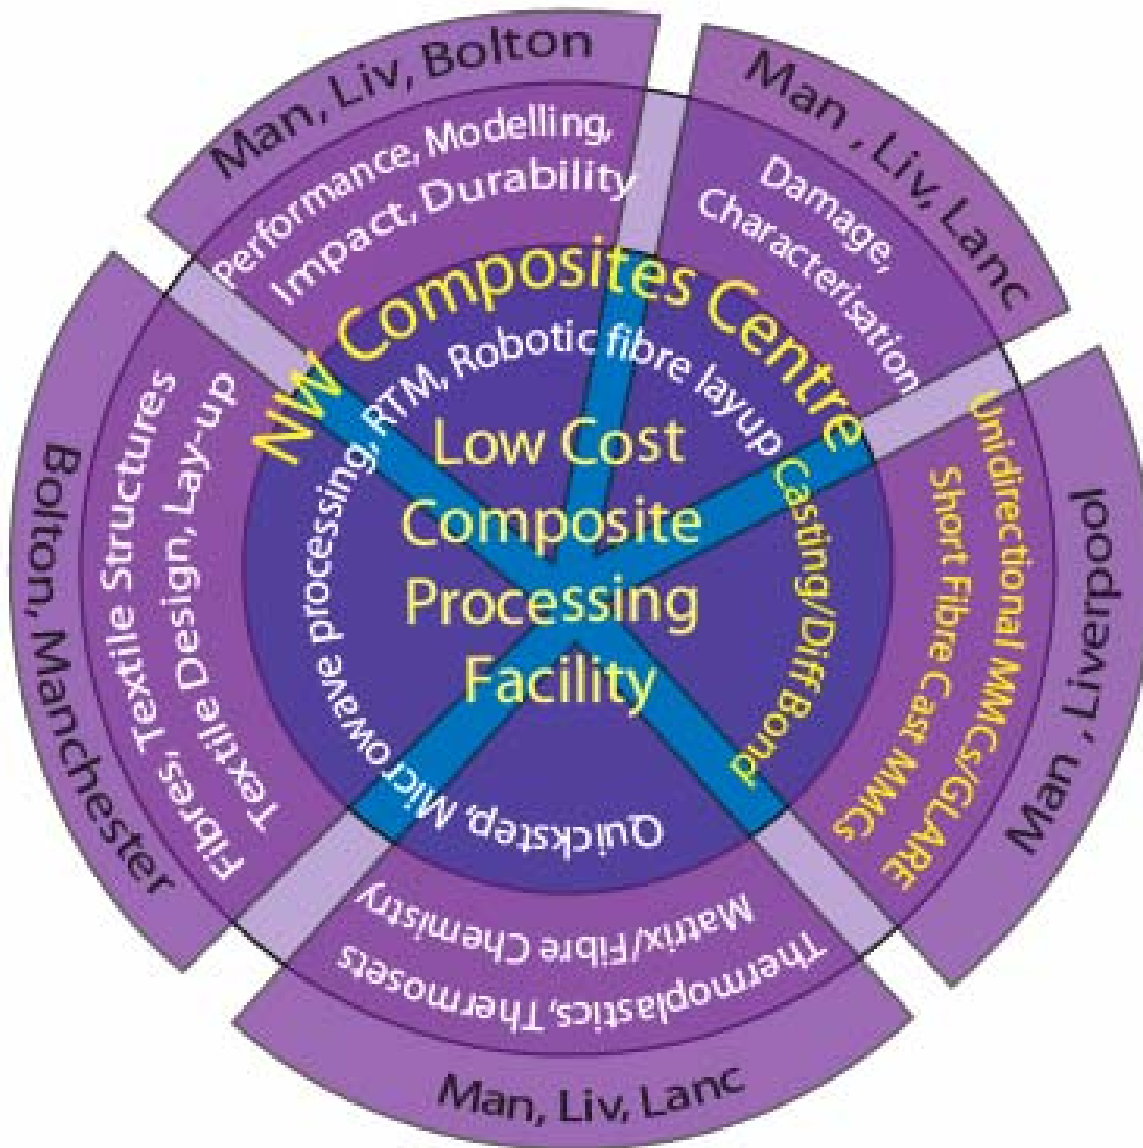 Man, Liv, Bolton
Man , Liv, Lanc
Man , Liverpool
Man, Liv, Lanc
Bolton, Manchester
Performance, Modelling,
Impact, Durability
Damage,
Characterisation
Unidirectional MMCs/GLARE
Short Fibre Cast MMCs
Thermoplastics, Thermosets
Matrix/Fibre Chemistry
Fibres, Textile Structures
Textile Design, Lay-up
NW Composites Centre
Quickstep, Microwave processing, RTM, Robotic fibre layup
Casting/Diff Bond
Low Cost
Composite
Processing
Facility